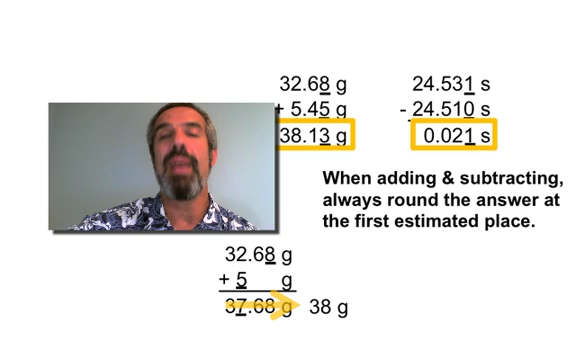 32.68 g
+ 5.45 g
38.13 g
24.531 s
- 24.510 s
0.021 s
When adding & subtracting,
always round the answer at
the first estimated place.
32.68 g
+ 5 g
37.68 g 38 g